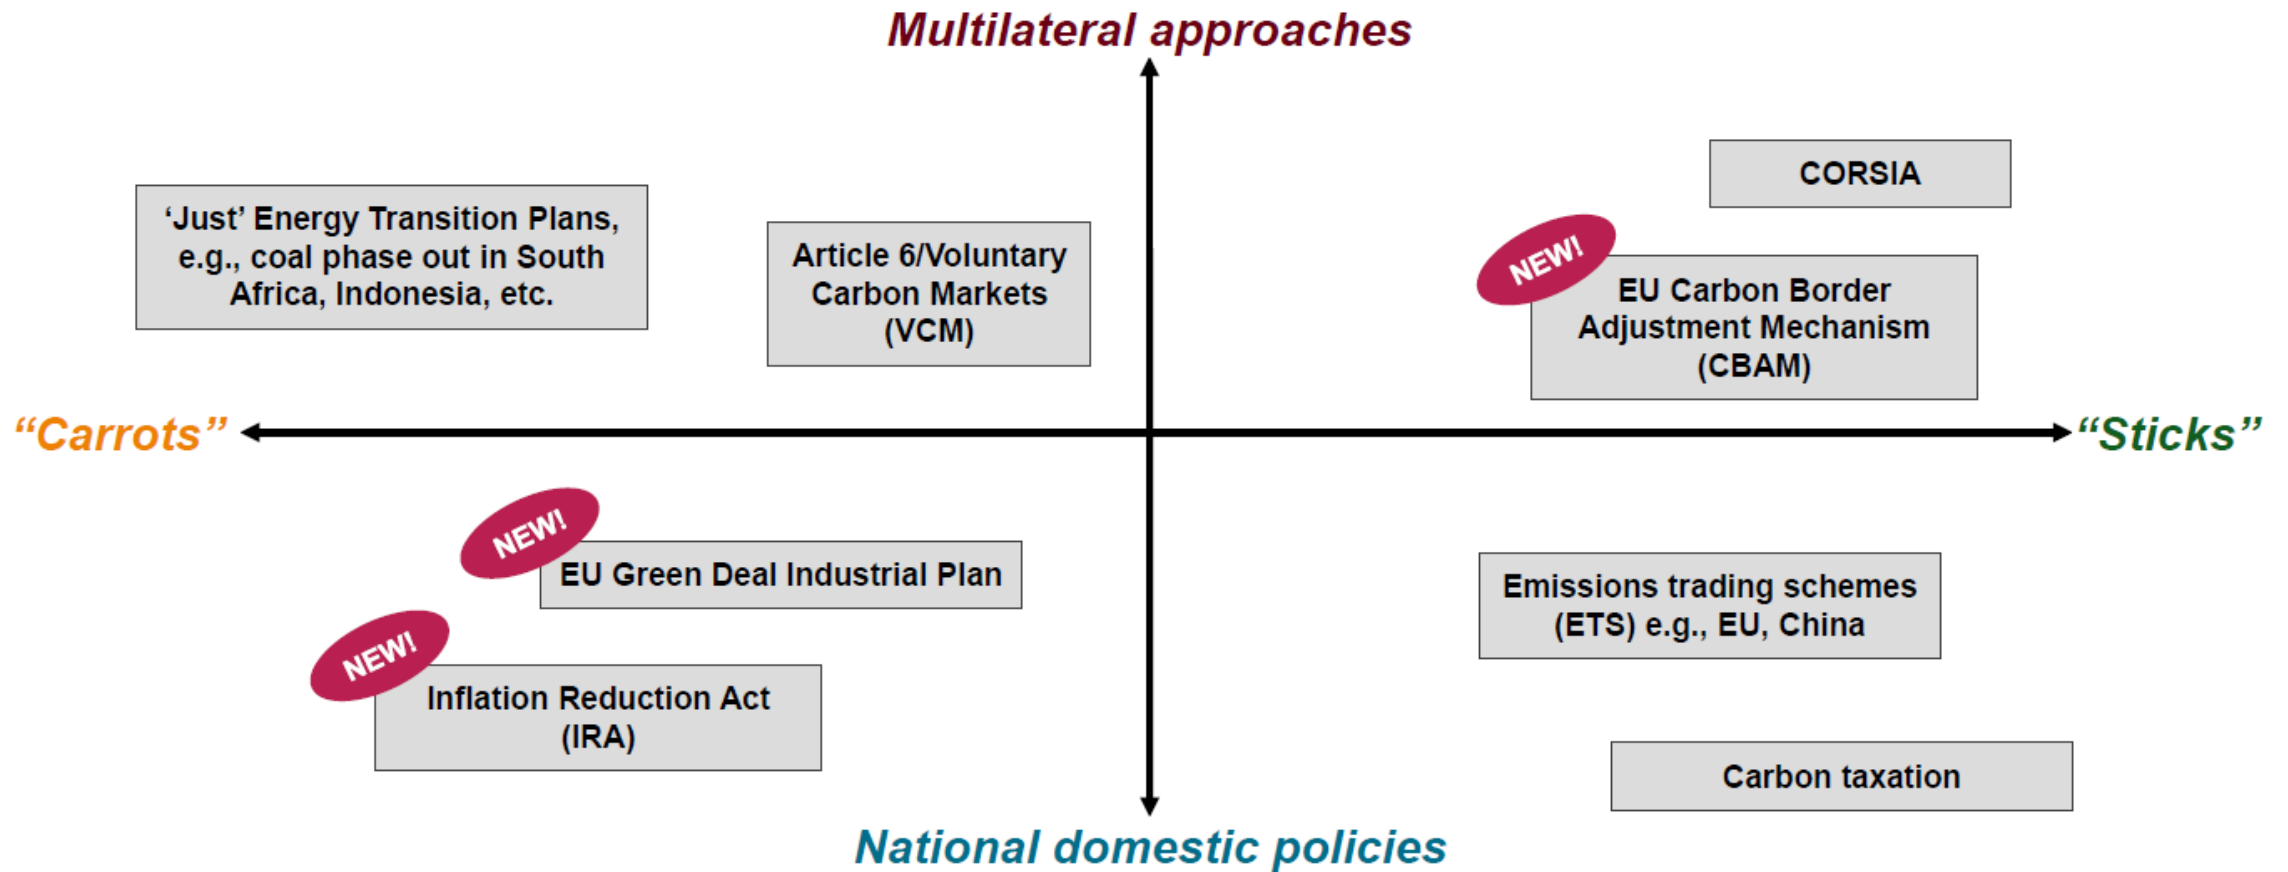 Multilateral approaches
CORSIA
‘Just’ Energy Transition Plans,
e.g., coal phase out in South
Africa, Indonesia, etc.
Article 6/Voluntary
Carbon Markets
(VCM)
NEW!
EU Carbon Border
Adjustment Mechanism
(CBAM)
“Carrots”
“Sticks”
NEW!
EU Green Deal Industrial Plan
Emissions trading schemes
(ETS) e.g., EU, China
NEW!
Inflation Reduction Act
(IRA)
Carbon taxation
National domestic policies